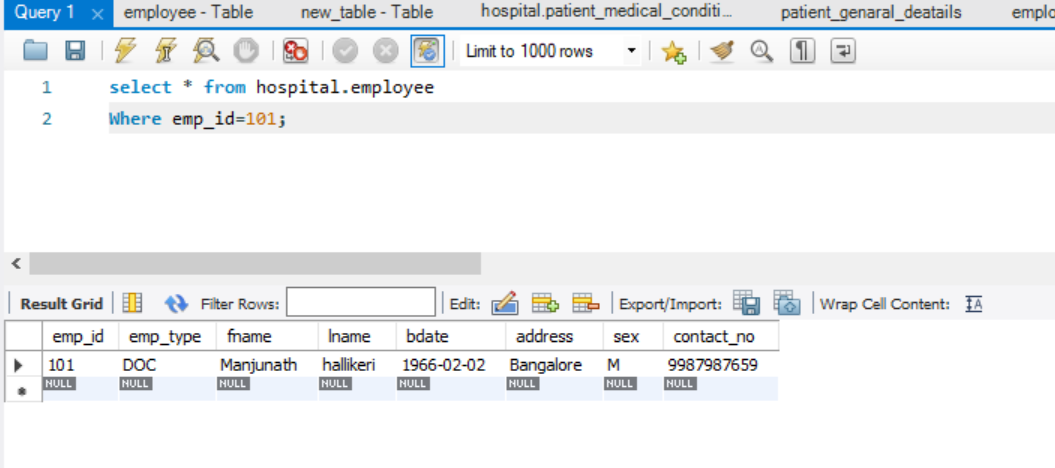 Query 1 employee - Table new_table - Table hospital.patient_medical_conditi... patient_genaral_deatails emplo
Limit to 1000 rows
1 select * from hospital.employee
2 Where emp_id=101;
Result Grid Filter Rows: Edit: Export/Import: Wrap Cell Content: IA
emp_id emp_type fname lname bdate address sex contact_no
101 DOC Manjunath hallikeri 1966-02-02 Bangalore M 9987987659
NULL NULL NULL NULL NULL NULL NULL NULL